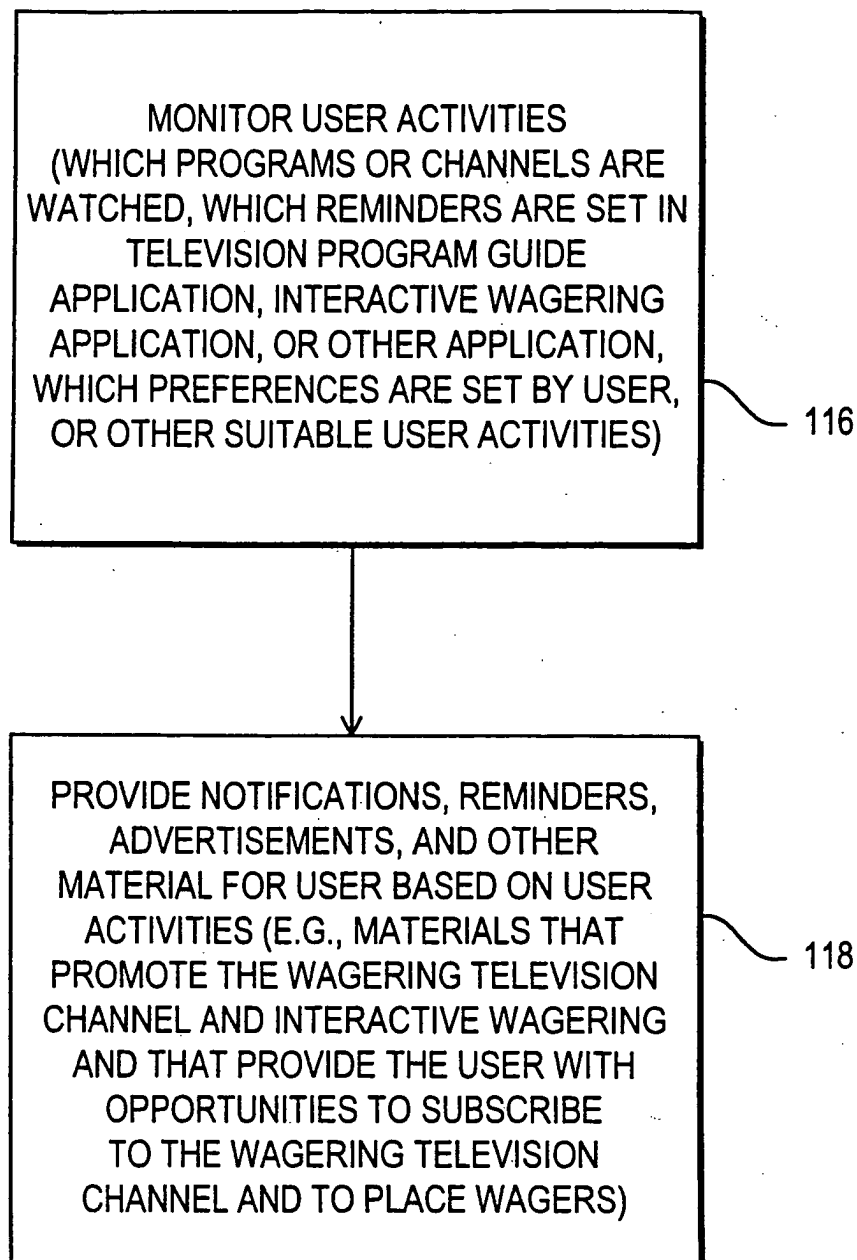 MONITOR USER ACTIVITIES
(WHICH PROGRAMS OR CHANNELS ARE
WATCHED, WHICH REMINDERS ARE SET IN
TELEVISION PROGRAM GUIDE
APPLICATION, INTERACTIVE WAGERING
APPLICATION, OR OTHER APPLICATION,
WHICH PREFERENCES ARE SET BY USER,
OR OTHER SUITABLE USER ACTIVITIES)
116
PROVIDE NOTIFICATIONS, REMINDERS,
ADVERTISEMENTS, AND OTHER
MATERIAL FOR USER BASED ON USER
ACTIVITIES (E.G., MATERIALS THAT
PROMOTE THE WAGERING TELEVISION
CHANNEL AND INTERACTIVE WAGERING
AND THAT PROVIDE THE USER WITH
OPPORTUNITIES TO SUBSCRIBE
TO THE WAGERING TELEVISION
CHANNEL AND TO PLACE WAGERS)
118